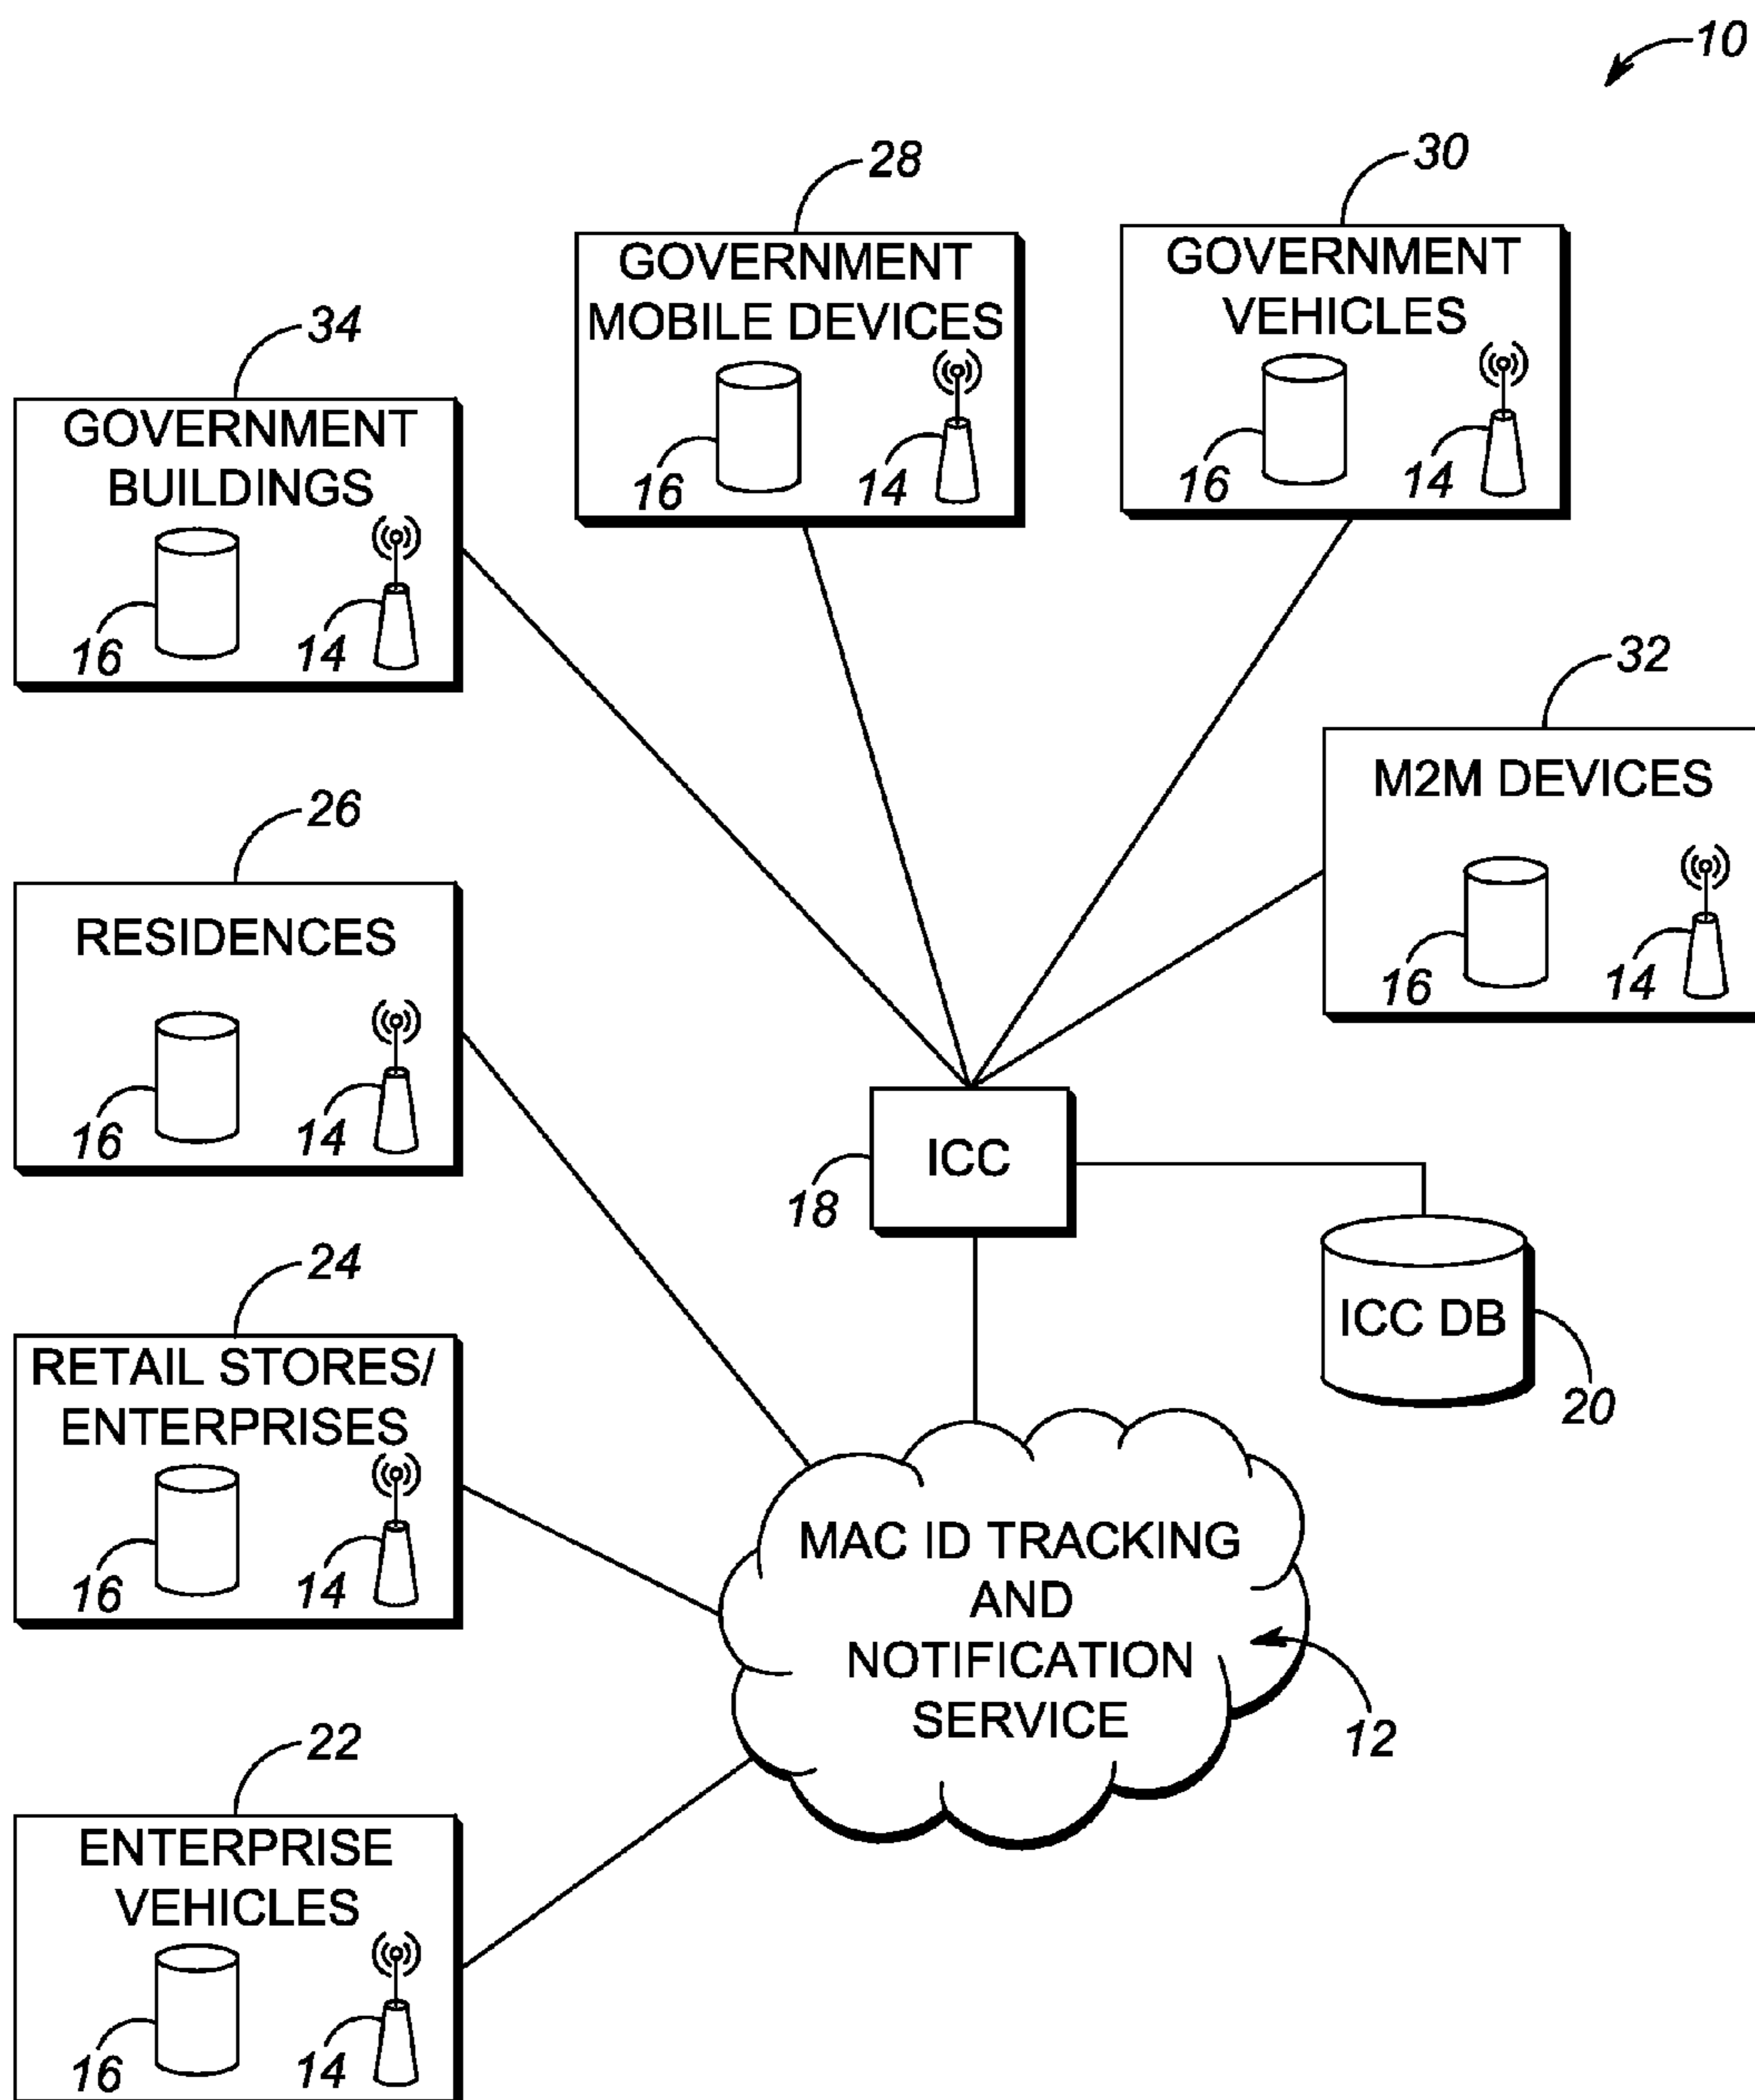 10
28
30
GOVERNMENT
MOBILE DEVICES
16
14
GOVERNMENT
VEHICLES
16
14
34
GOVERNMENT
BUILDINGS
16
14
32
M2M DEVICES
16
14
26
RESIDENCES
16
14
ICC
18
24
RETAIL STORES/
ENTERPRISES
16
14
ICC DB
20
MAC ID TRACKING
AND
NOTIFICATION
SERVICE
12
22
ENTERPRISE
VEHICLES
16
14